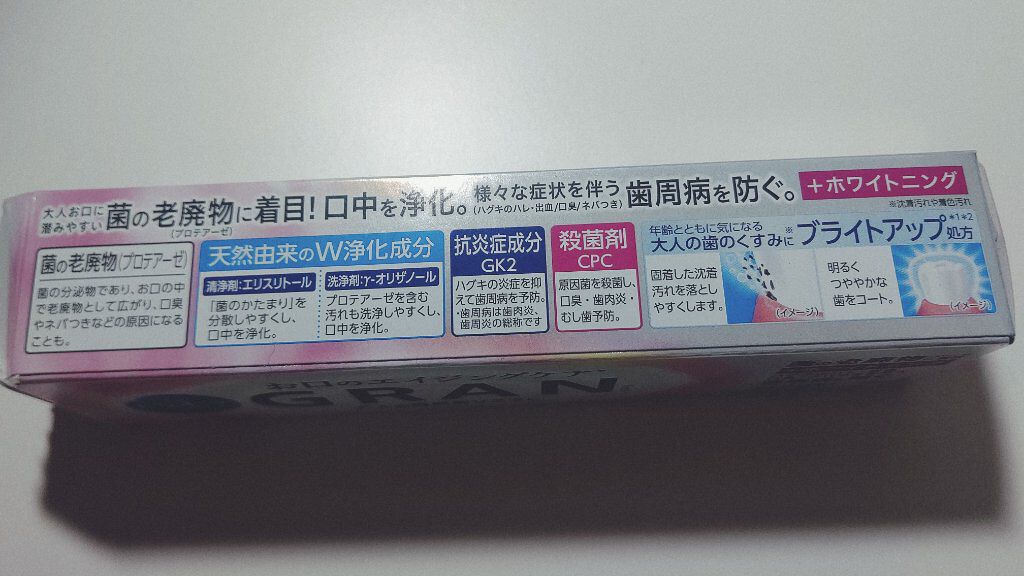 大人お口に
潜みやすい
菌の老廃物に着目!口中を浄化。
(プロテアーゼ)
様々な症状を伴う
(ハグキのハレ・出血/口臭/ネバつき)
歯周病を防ぐ。
+ホワイトニング
※沈着汚れや着色汚れ
菌の老廃物(プロテアーゼ)
菌の分泌物であり、お口の中
で老廃物として広がり、口臭
やネバつきなどの原因になる
ことも。
天然由来のW浄化成分
清浄剤:エリスリトール
「菌のかたまり」を
分散しやすくし、
口中を浄化。
洗浄剤:γ-オリザノール
プロテアーゼを含む
汚れも洗浄しやすくし、
口中を浄化。
抗炎症成分
GK2
ハグキの炎症を抑
えて歯周病を予防。
・歯周病は歯肉炎、
歯周炎の総称です
殺菌剤
CPC
原因菌を殺菌し、
口臭・歯肉炎・
むし歯予防。
年齢とともに気になる
大人の歯のくすみ※に
ブライトアップ*1*2処方
固着した沈着
汚れを落とし
やすくします。
(イメージ)
明るく
つややかな
歯をコート。
(イメージ)
お口のエイジングケア
GRAN